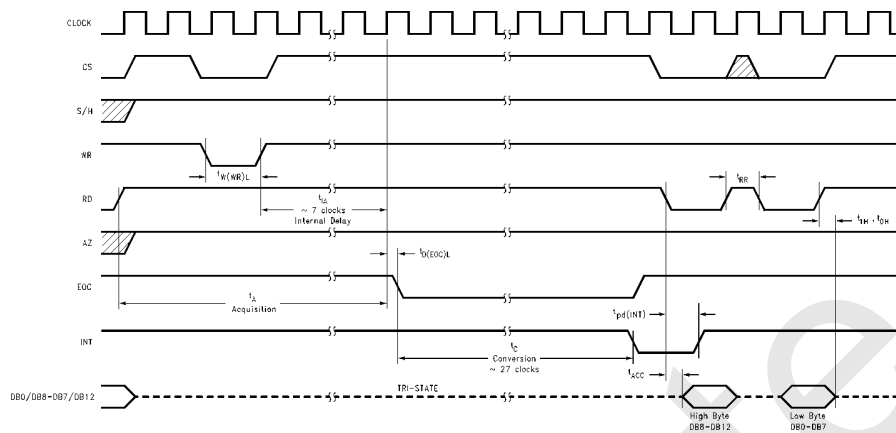 CLOCK
CS
S/H
WR
tW(WR)L
tRR
RD
tIA
~ 7 clocks
Internal Delay
t1H, t0H
AZ
tD(EOC)L
EOC
tA
Acquisition
tpd(INT)
INT
tC
Conversion
~ 27 clocks
tACC
DB0/DB8-DB7/DB12
TRI-STATE
High Byte
DB8-DB12
Low Byte
DB0-DB7